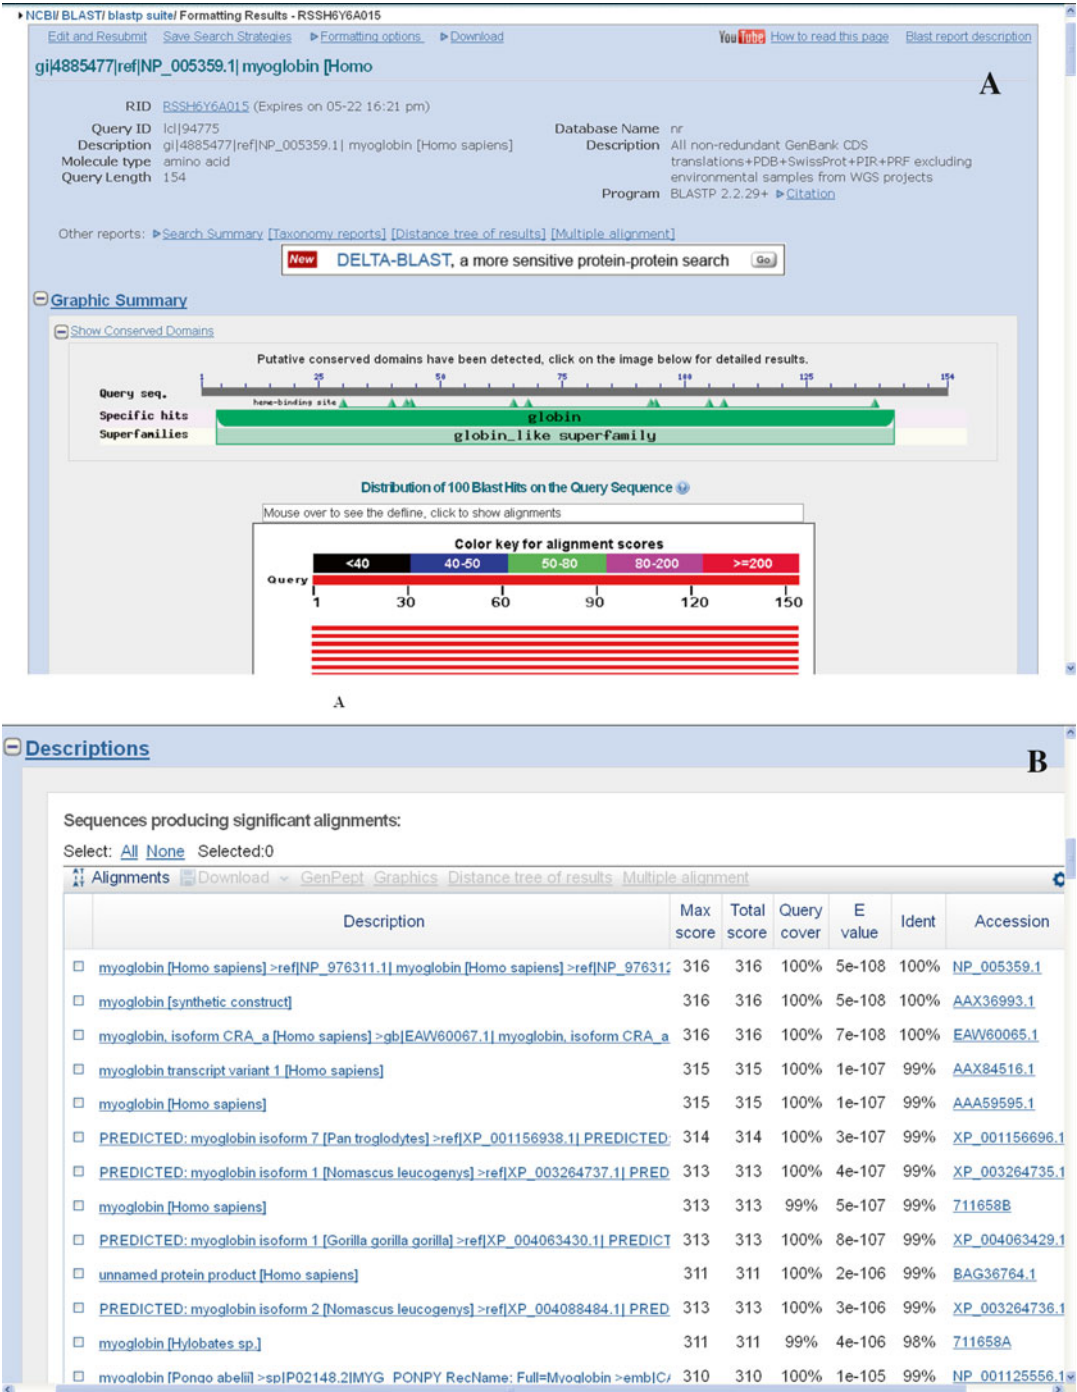 NCBI/ BLAST/ blastp suite/ Formatting Results - RSSH6Y6A015
Edit and Resubmit Save Search Strategies Formatting options Download YouTube How to read this page Blast report description
gi|4885477|ref|NP_005359.1| myoglobin [Homo
A
RID RSSH6Y6A015 (Expires on 05-22 16:21 pm)
Query ID lcl|94775 Database Name nr
Description gi|4885477|ref|NP_005359.1| myoglobin [Homo sapiens] Description All non-redundant GenBank CDS
Molecule type amino acid translations+PDB+SwissProt+PIR+PRF excluding
Query Length 154 environmental samples from WGS projects
Program BLASTP 2.2.29+ Citation
Other reports: Search Summary [Taxonomy reports] [Distance tree of results] [Multiple alignment]
New DELTA-BLAST, a more sensitive protein-protein search Go
Graphic Summary
Show Conserved Domains
Putative conserved domains have been detected, click on the image below for detailed results.
1 25 50 75 100 125 154
Query seq.
heme-binding site
Specific hits globin
Superfamilies globin_like superfamily
Distribution of 100 Blast Hits on the Query Sequence
Mouse over to see the defline, click to show alignments
Color key for alignment scores
<40 40-50 50-80 80-200 >=200
Query
1 30 60 90 120 150
A
Descriptions
B
Sequences producing significant alignments:
Select: All None Selected:0
Alignments Download GenPept Graphics Distance tree of results Multiple alignment
Description Max score Total score Query cover E value Ident Accession
myoglobin [Homo sapiens] >ref|NP_976311.1| myoglobin [Homo sapiens] >ref|NP_976312 316 316 100% 5e-108 100% NP_005359.1
myoglobin [synthetic construct] 316 316 100% 5e-108 100% AAX36993.1
myoglobin, isoform CRA_a [Homo sapiens] >gb|EAW60067.1| myoglobin, isoform CRA_a 316 316 100% 7e-108 100% EAW60065.1
myoglobin transcript variant 1 [Homo sapiens] 315 315 100% 1e-107 99% AAX84516.1
myoglobin [Homo sapiens] 315 315 100% 1e-107 99% AAA59595.1
PREDICTED: myoglobin isoform 7 [Pan troglodytes] >ref|XP_001156938.1| PREDICTED: 314 314 100% 3e-107 99% XP_001156696.1
PREDICTED: myoglobin isoform 1 [Nomascus leucogenys] >ref|XP_003264737.1| PRED 313 313 100% 4e-107 99% XP_003264735.1
myoglobin [Homo sapiens] 313 313 99% 5e-107 99% 711658B
PREDICTED: myoglobin isoform 1 [Gorilla gorilla gorilla] >ref|XP_004063430.1| PREDICT 313 313 100% 8e-107 99% XP_004063429.1
unnamed protein product [Homo sapiens] 311 311 100% 2e-106 99% BAG36764.1
PREDICTED: myoglobin isoform 2 [Nomascus leucogenys] >ref|XP_004088484.1| PRED 313 313 100% 3e-106 99% XP_003264736.1
myoglobin [Hylobates sp.] 311 311 99% 4e-106 98% 711658A
myoglobin [Pongo abelii] >sp|P02148.2|MYG_PONPY RecName: Full=Myoglobin >emb|C/ 310 310 100% 1e-105 99% NP_001125556.1